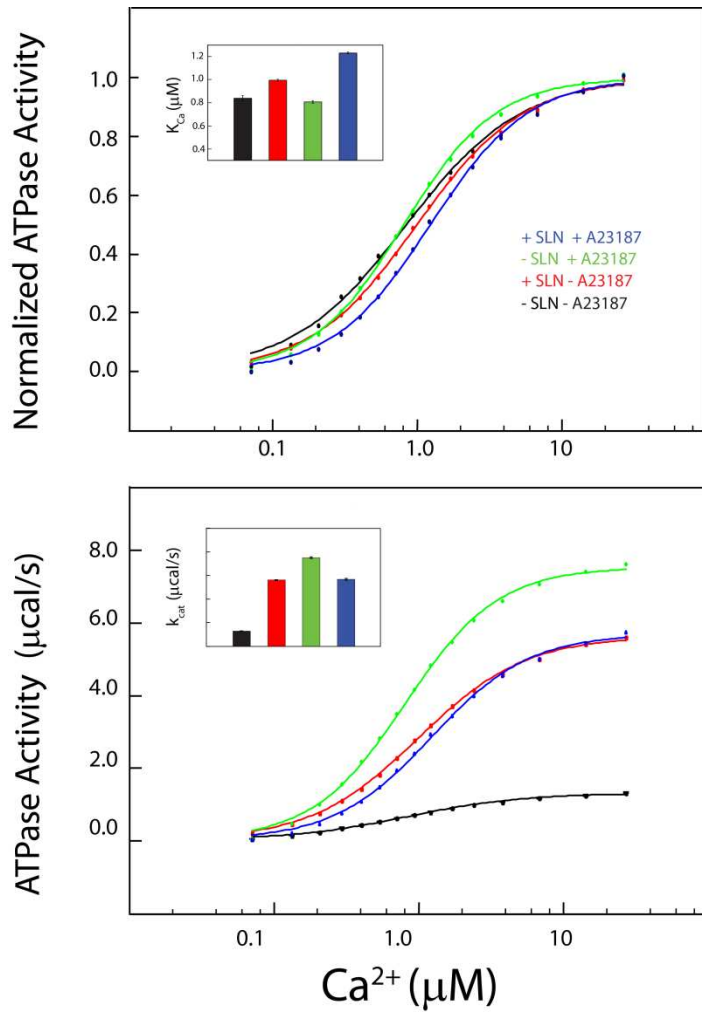 Normalized ATPase Activity
1.0
0.8
0.6
0.4
0.2
0.0
K_Ca (μM)
1.2
1.0
0.8
0.6
0.4
+ SLN + A23187
- SLN + A23187
+ SLN - A23187
- SLN - A23187
0.1 1.0 10
ATPase Activity (μcal/s)
8.0
6.0
4.0
2.0
0.0
k_cat (μcal/s)
0.1 1.0 10
Ca²⁺ (μM)